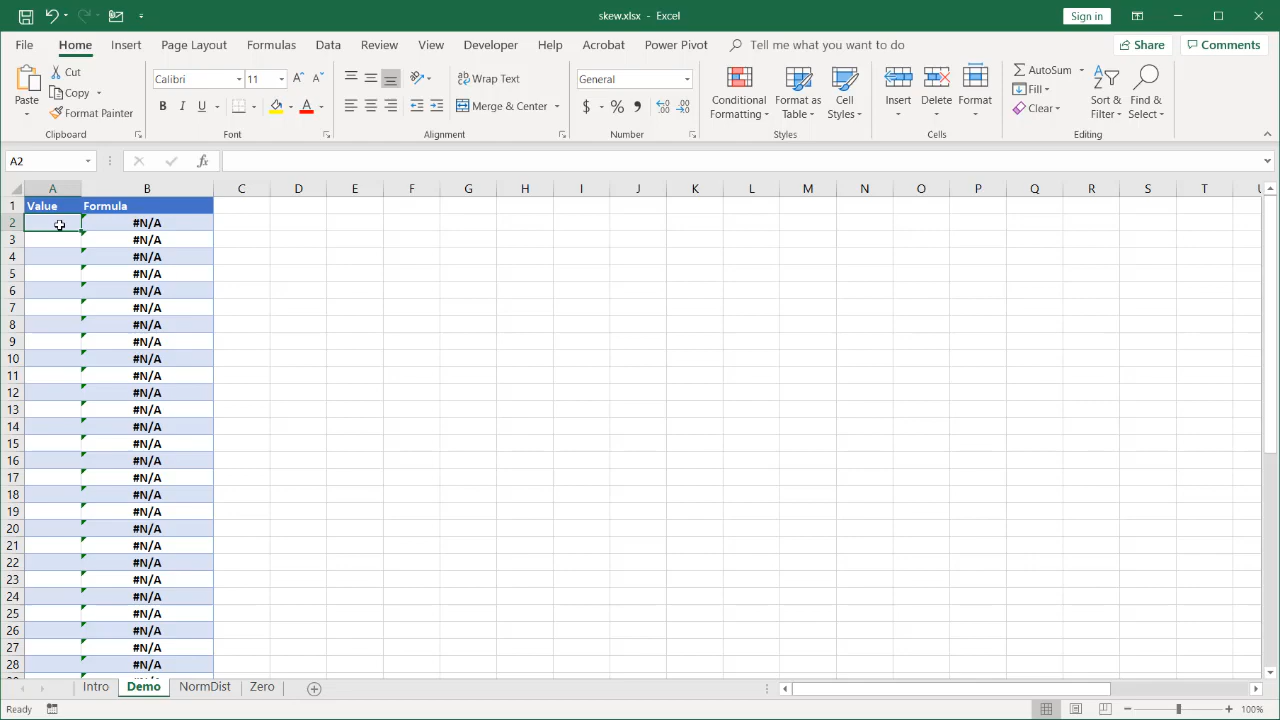 skew.xlsx - Excel
Sign in
File Home Insert Page Layout Formulas Data Review View Developer Help Acrobat Power Pivot Tell me what you want to do Share Comments
Paste Cut Copy Format Painter
Calibri 11
B I U A
Wrap Text
Merge & Center
General
$ % ,
Conditional Formatting Format as Table Cell Styles
Insert Delete Format
AutoSum Fill Clear
Sort & Filter Find & Select
Clipboard Font Alignment Number Styles Cells Editing
A2 fx
A B C D E F G H I J K L M N O P Q R S T U
1 Value Formula
2 #N/A
3 #N/A
4 #N/A
5 #N/A
6 #N/A
7 #N/A
8 #N/A
9 #N/A
10 #N/A
11 #N/A
12 #N/A
13 #N/A
14 #N/A
15 #N/A
16 #N/A
17 #N/A
18 #N/A
19 #N/A
20 #N/A
21 #N/A
22 #N/A
23 #N/A
24 #N/A
25 #N/A
26 #N/A
27 #N/A
28 #N/A
Intro Demo NormDist Zero
Ready 100%